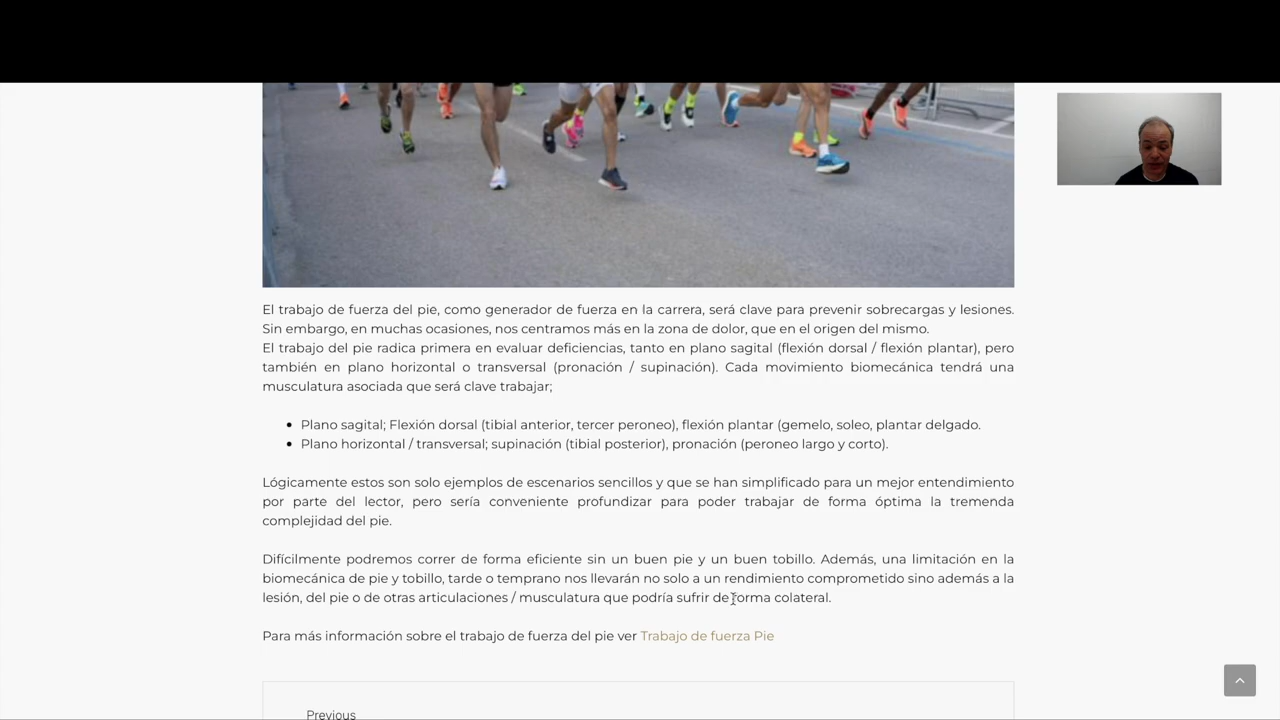 El trabajo de fuerza del pie, como generador de fuerza en la carrera, será clave para prevenir sobrecargas y lesiones.
Sin embargo, en muchas ocasiones, nos centramos más en la zona de dolor, que en el origen del mismo.
El trabajo del pie radica primera en evaluar deficiencias, tanto en plano sagital (flexión dorsal / flexión plantar), pero
también en plano horizontal o transversal (pronación / supinación). Cada movimiento biomecánica tendrá una
musculatura asociada que será clave trabajar;
• Plano sagital; Flexión dorsal (tibial anterior, tercer peroneo), flexión plantar (gemelo, soleo, plantar delgado.
• Plano horizontal / transversal; supinación (tibial posterior), pronación (peroneo largo y corto).
Lógicamente estos son solo ejemplos de escenarios sencillos y que se han simplificado para un mejor entendimiento
por parte del lector, pero sería conveniente profundizar para poder trabajar de forma óptima la tremenda
complejidad del pie.
Difícilmente podremos correr de forma eficiente sin un buen pie y un buen tobillo. Además, una limitación en la
biomecánica de pie y tobillo, tarde o temprano nos llevarán no solo a un rendimiento comprometido sino además a la
lesión, del pie o de otras articulaciones / musculatura que podría sufrir de forma colateral.
Para más información sobre el trabajo de fuerza del pie ver Trabajo de fuerza Pie
Previous